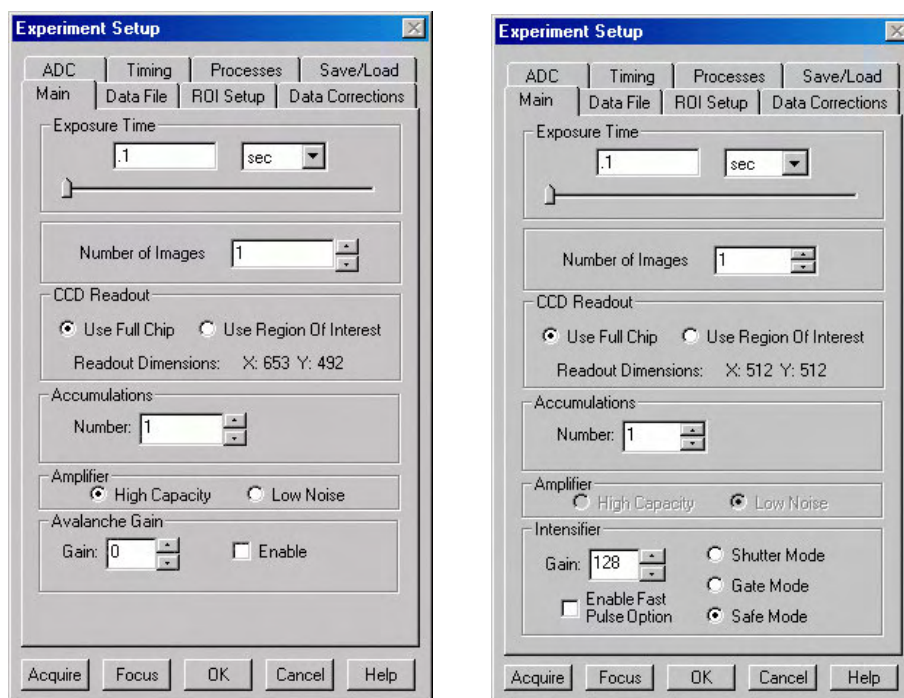 Experiment Setup
ADC Timing Processes Save/Load
Main Data File ROI Setup Data Corrections
Exposure Time
.1 sec
Number of Images 1
CCD Readout
Use Full Chip Use Region Of Interest
Readout Dimensions: X: 653 Y: 492
Accumulations
Number: 1
Amplifier
High Capacity Low Noise
Avalanche Gain
Gain: 0 Enable
Acquire Focus OK Cancel Help
Experiment Setup
ADC Timing Processes Save/Load
Main Data File ROI Setup Data Corrections
Exposure Time
.1 sec
Number of Images 1
CCD Readout
Use Full Chip Use Region Of Interest
Readout Dimensions: X: 512 Y: 512
Accumulations
Number: 1
Amplifier
High Capacity Low Noise
Intensifier
Gain: 128 Shutter Mode
Gate Mode
Enable Fast
Pulse Option Safe Mode
Acquire Focus OK Cancel Help